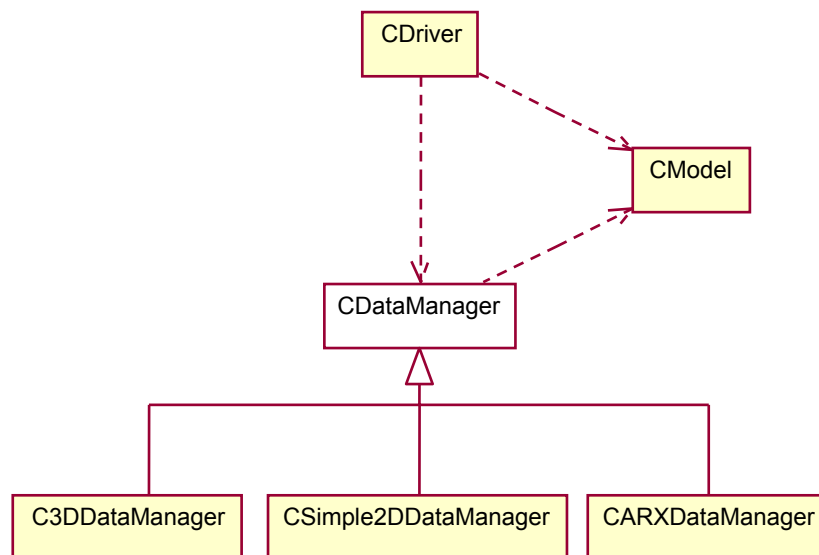 CDriver
CModel
CDataManager
C3DDataManager
CSimple2DDataManager
CARXDataManager